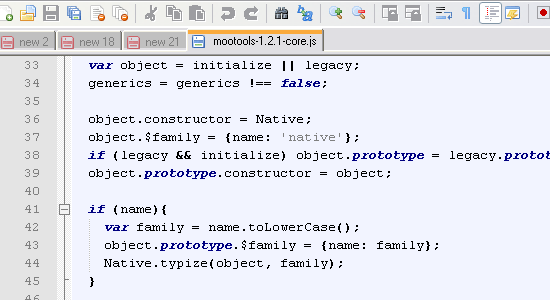 new 2 new 18 new 21 mootools-1.2.1-core.js
33 var object = initialize || legacy;
34 generics = generics !== false;
35
36 object.constructor = Native;
37 object.$family = {name: 'native'};
38 if (legacy && initialize) object.prototype = legacy.proto
39 object.prototype.constructor = object;
40
41 if (name){
42 var family = name.toLowerCase();
43 object.prototype.$family = {name: family};
44 Native.typize(object, family);
45 }
46